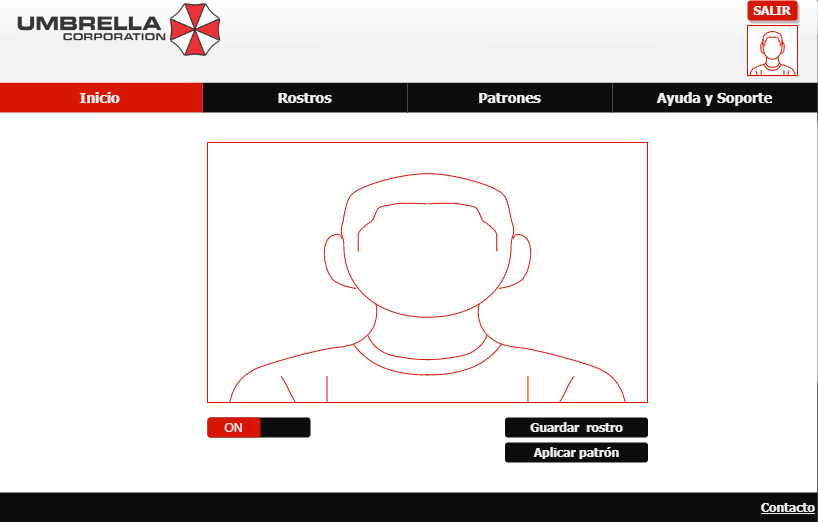 UMBRELLA
CORPORATION
SALIR
Inicio
Rostros
Patrones
Ayuda y Soporte
ON
Guardar rostro
Aplicar patrón
Contacto